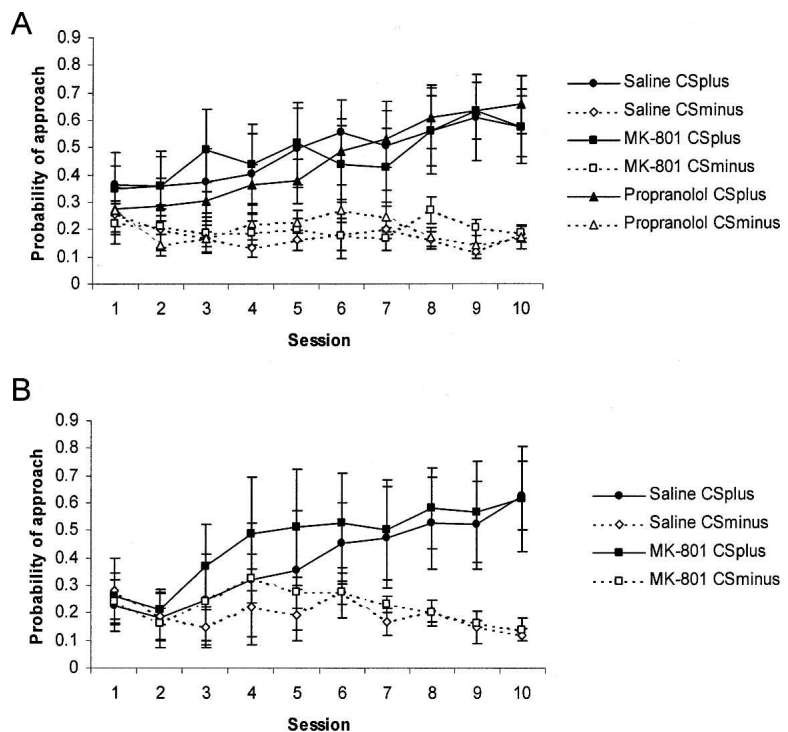 A
0.9
0.8
0.7
0.6
0.5
0.4
0.3
0.2
0.1
0
Probability of approach
1 2 3 4 5 6 7 8 9 10
Session
Saline CSplus
Saline CSminus
MK-801 CSplus
MK-801 CSminus
Propranolol CSplus
Propranolol CSminus
B
0.9
0.8
0.7
0.6
0.5
0.4
0.3
0.2
0.1
0
Probability of approach
1 2 3 4 5 6 7 8 9 10
Session
Saline CSplus
Saline CSminus
MK-801 CSplus
MK-801 CSminus